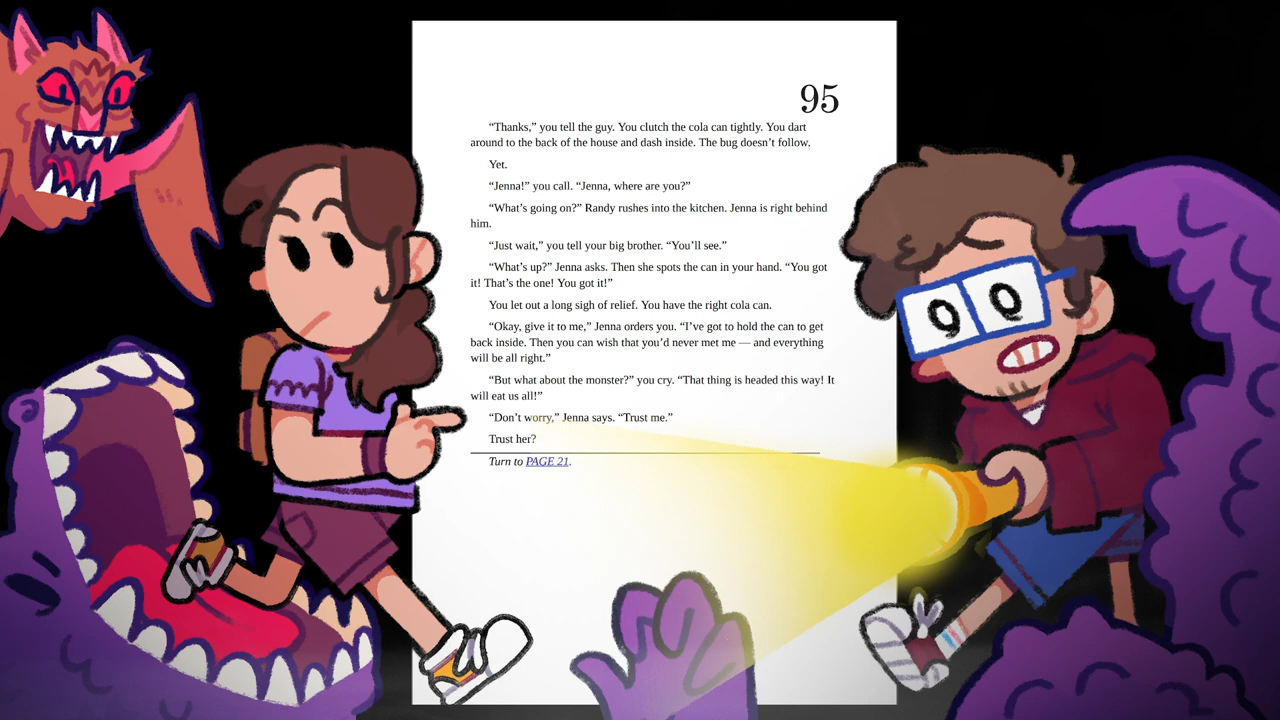 95
“Thanks,” you tell the guy. You clutch the cola can tightly. You dart
around to the back of the house and dash inside. The bug doesn’t follow.
Yet.
“Jenna!” you call. “Jenna, where are you?”
“What’s going on?” Randy rushes into the kitchen. Jenna is right behind
him.
“Just wait,” you tell your big brother. “You’ll see.”
“What’s up?” Jenna asks. Then she spots the can in your hand. “You got
it! That’s the one! You got it!”
You let out a long sigh of relief. You have the right cola can.
“Okay, give it to me,” Jenna orders you. “I’ve got to hold the can to get
back inside. Then you can wish that you’d never met me — and everything
will be all right.”
“But what about the monster?” you cry. “That thing is headed this way! It
will eat us all!”
“Don’t worry,” Jenna says. “Trust me.”
Trust her?
Turn to PAGE 21.